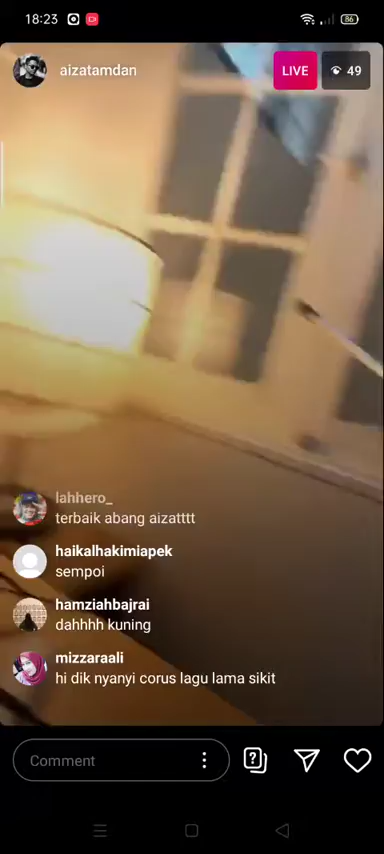 18:23
86
aizatamdan
LIVE
49
lahhero_
terbaik abang aizatttt
haikalhakimiapek
sempoi
hamziahbajrai
dahhhh kuning
mizzaraali
hi dik nyanyi corus lagu lama sikit
Comment